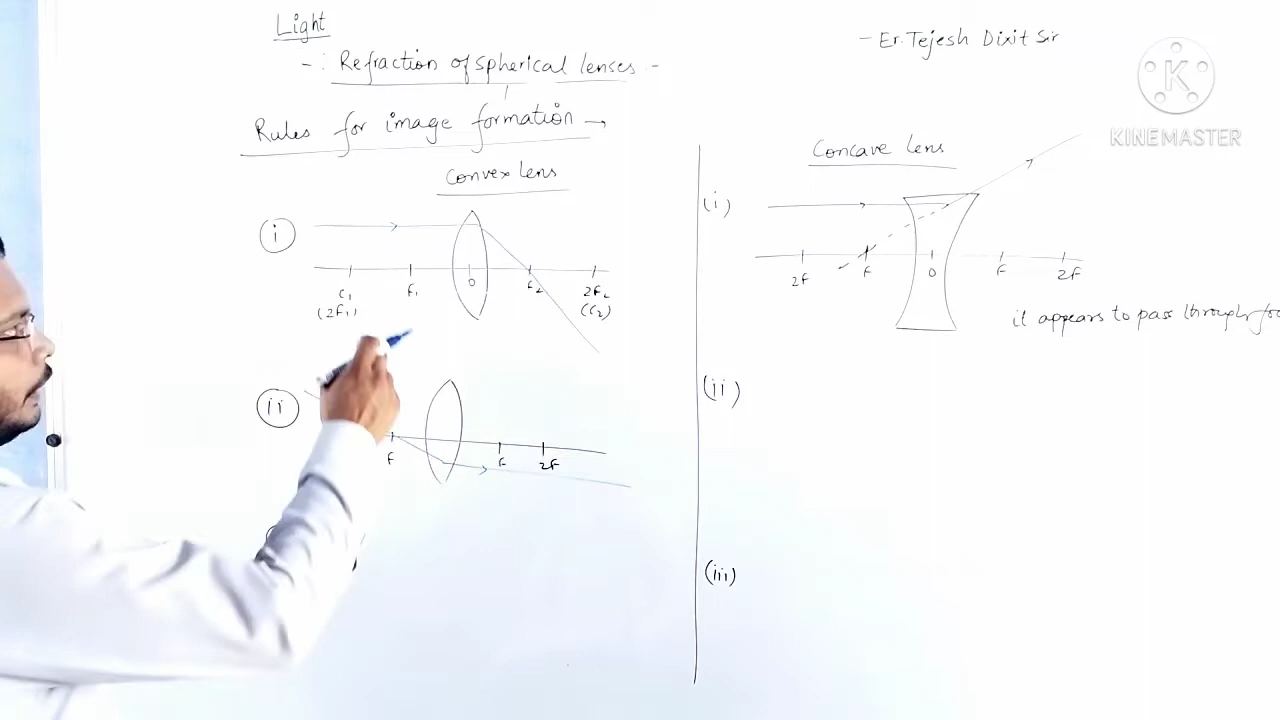 Light
- : Refraction of spherical lenses -
Rules for image formation →
Convex Lens
(i)
C1 F1 O F2 2F2
(2F1) (C2)
(ii)
F F 2F
- Er. Tejesh Dixit Sir
KINEMASTER
Concave Lens
(i)
2F F O F 2F
it appears to pass through
(ii)
(iii)